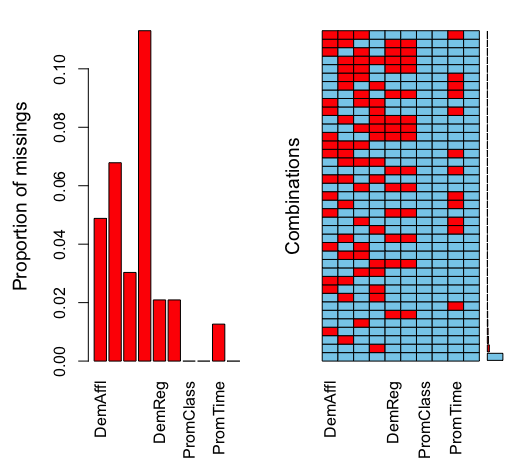 Proportion of missings
0.10
0.08
0.06
0.04
0.02
0.00
DemAffl
DemReg
PromClass
PromTime
Combinations
DemAffl
DemReg
PromClass
PromTime